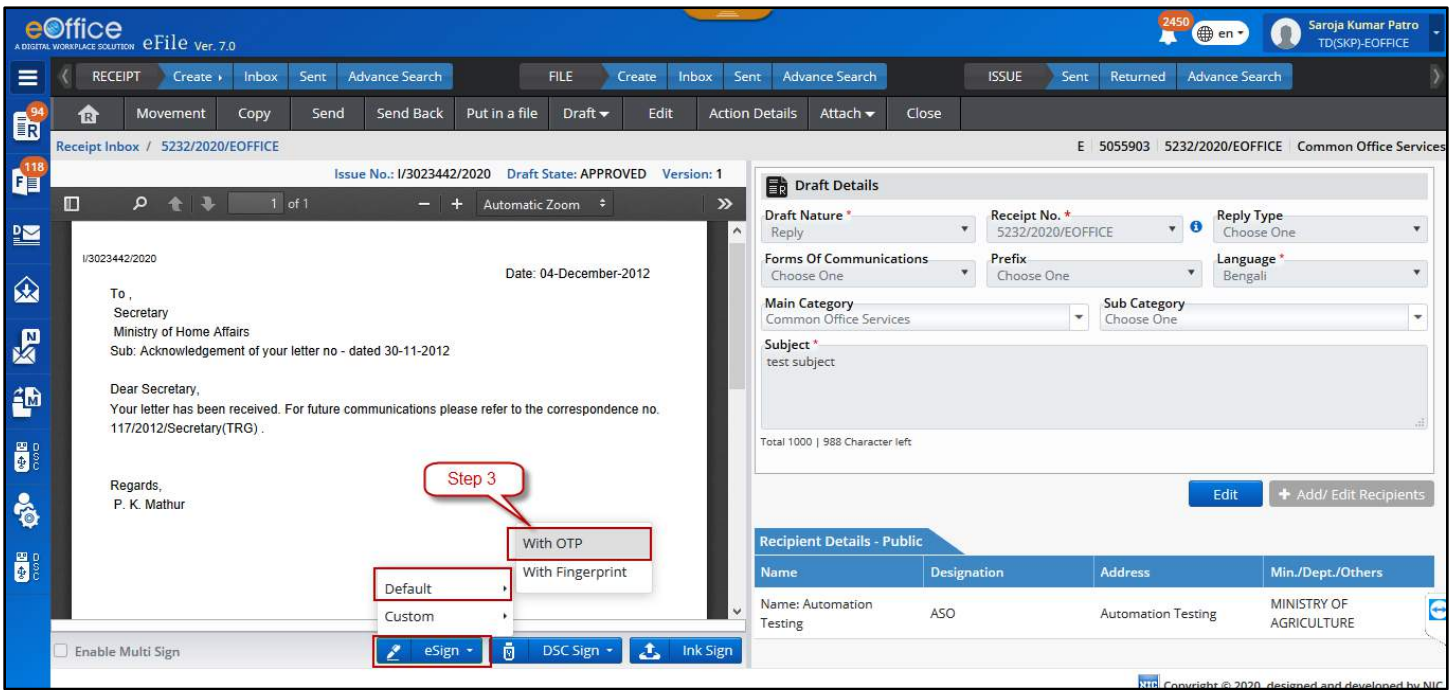 eOffice
A DIGITAL WORKPLACE SOLUTION eFile Ver. 7.0
2450
en
Saroja Kumar Patro
TD(SKP)-EOFFICE
RECEIPT Create Inbox Sent Advance Search FILE Create Inbox Sent Advance Search ISSUE Sent Returned Advance Search
94
R
R Movement Copy Send Send Back Put in a file Draft Edit Action Details Attach Close
Receipt Inbox / 5232/2020/EOFFICE
E 5055903 5232/2020/EOFFICE Common Office Services
118
F
D
N
M
DSC
DSC
Issue No.: I/3023442/2020 Draft State: APPROVED Version: 1
1 of 1 − + Automatic Zoom
I/3023442/2020
Date: 04-December-2012
To ,
Secretary
Ministry of Home Affairs
Sub: Acknowledgement of your letter no - dated 30-11-2012
Dear Secretary,
Your letter has been received. For future communications please refer to the correspondence no.
117/2012/Secretary(TRG) .
Regards,
P. K. Mathur
Step 3
With OTP
With Fingerprint
Default
Custom
Enable Multi Sign eSign DSC Sign Ink Sign
R Draft Details
Draft Nature * Receipt No. * Reply Type
Reply 5232/2020/EOFFICE Choose One
Forms Of Communications Prefix Language *
Choose One Choose One Bengali
Main Category Sub Category
Common Office Services Choose One
Subject *
test subject
Total 1000 | 988 Character left
Edit + Add/ Edit Recipients
Recipient Details - Public
Name Designation Address Min./Dept./Others
Name: Automation Testing ASO Automation Testing MINISTRY OF AGRICULTURE
NIC Copyright © 2020, designed and developed by NIC